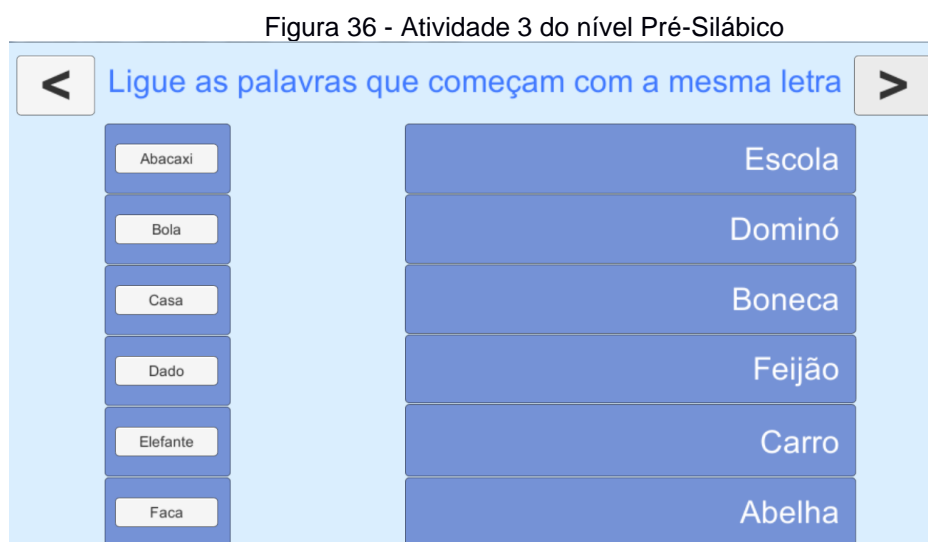 Figura 36 - Atividade 3 do nível Pré-Silábico
< Ligue as palavras que começam com a mesma letra >
Abacaxi Escola
Bola Dominó
Casa Boneca
Dado Feijão
Elefante Carro
Faca Abelha